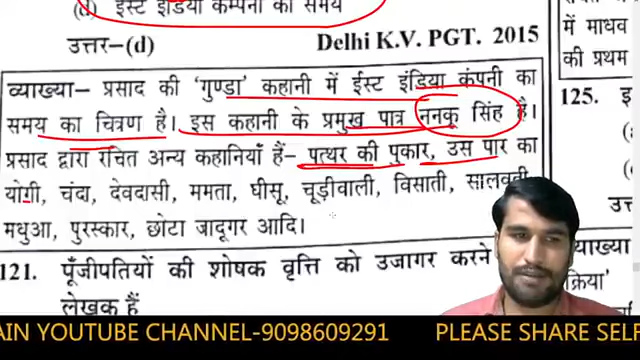 (d) ईस्ट इंडिया कम्पनी का समय
उत्तर–(d)
Delhi K.V. PGT. 2015
व्याख्या– प्रसाद की 'गुण्डा' कहानी में ईस्ट इंडिया कंपनी का
समय का चित्रण है। इस कहानी के प्रमुख पात्र ननकू सिंह है।
प्रसाद द्वारा रचित अन्य कहानियाँ हैं– पत्थर की पुकार, उस पार का
योगी, चंदा, देवदासी, ममता, घीसू, चूड़ीवाली, विसाती, सालवती,
मधुआ, पुरस्कार, छोटा जादूगर आदि।
121. पूँजीपतियों की शोषक वृत्ति को उजागर करने
लेखक हैं
में माधव
की प्रथम
125.
व्याख्या
क्रिया'
AIN YOUTUBE CHANNEL-9098609291
PLEASE SHARE SELF